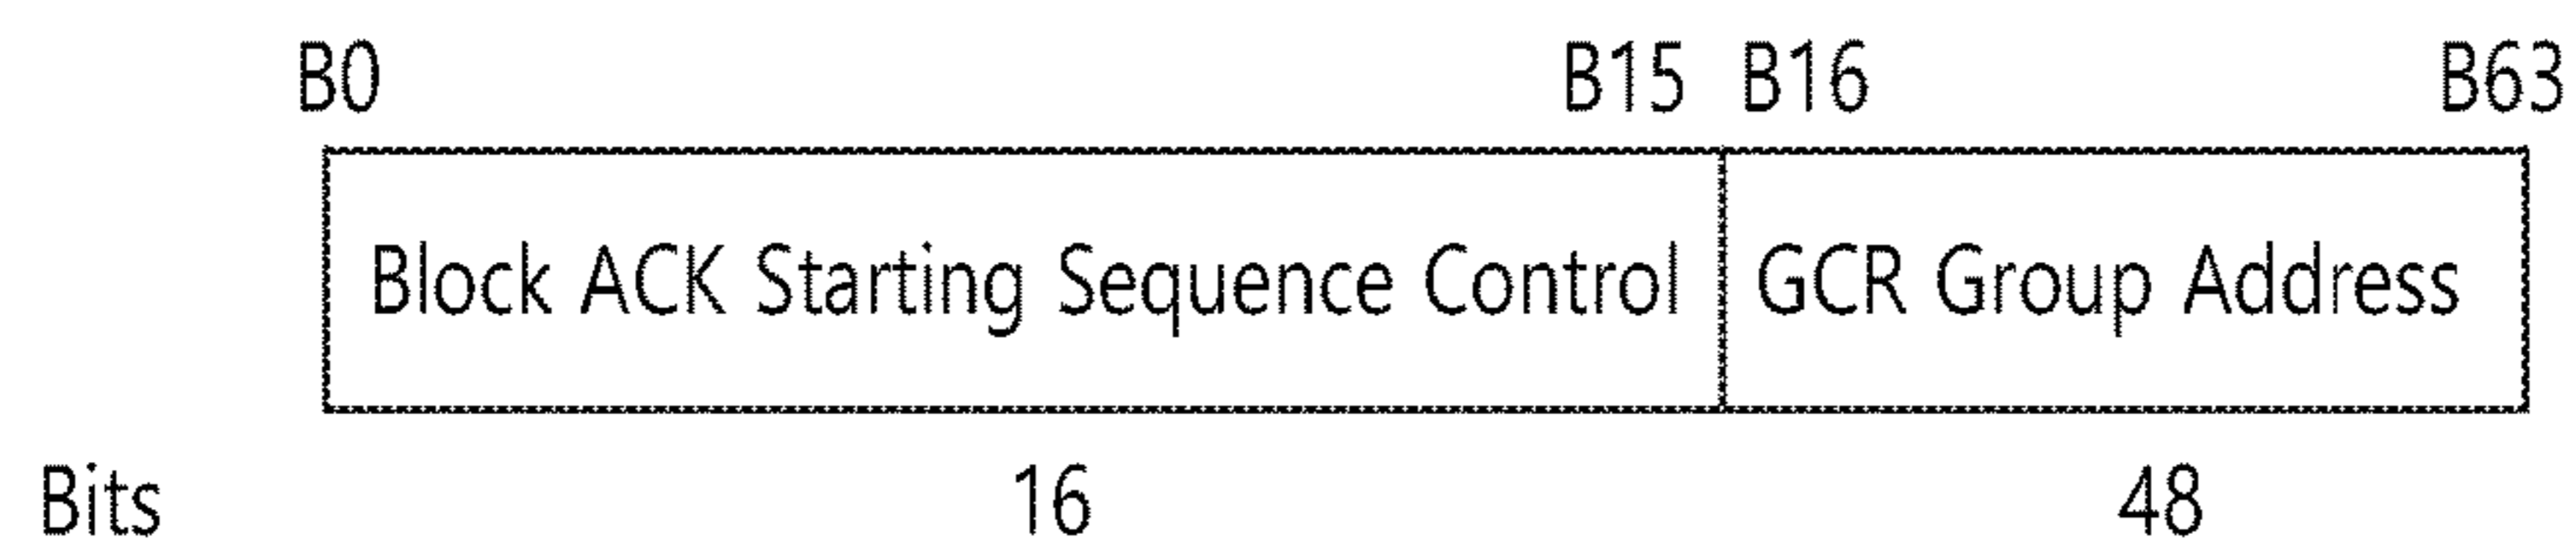 B0 B15 B16 B63
Block ACK Starting Sequence Control GCR Group Address
Bits 16 48